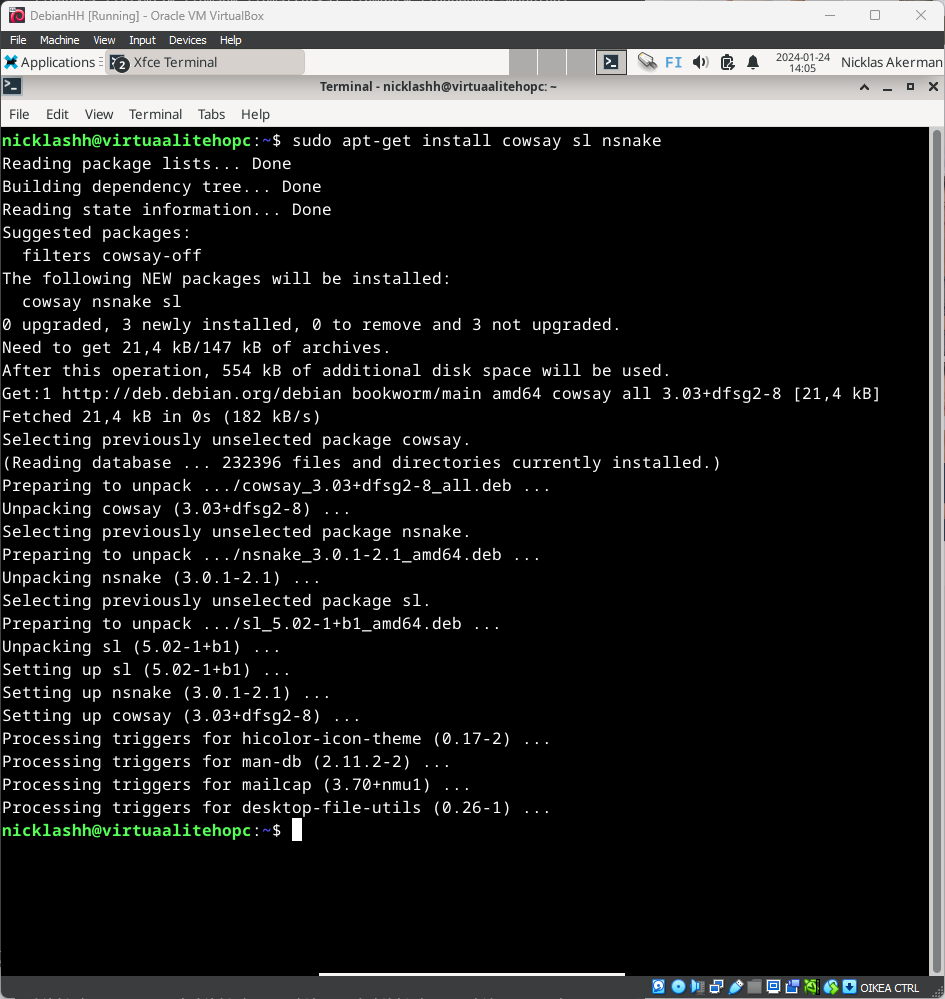 DebianHH [Running] - Oracle VM VirtualBox
File Machine View Input Devices Help
Applications Xfce Terminal FI 2024-01-24 Nicklas Akerman
2
14:05
Terminal - nicklashh@virtuaalitehopc: ~
File Edit View Terminal Tabs Help
nicklashh@virtuaalitehopc:~$ sudo apt-get install cowsay sl nsnake
Reading package lists... Done
Building dependency tree... Done
Reading state information... Done
Suggested packages:
  filters cowsay-off
The following NEW packages will be installed:
  cowsay nsnake sl
0 upgraded, 3 newly installed, 0 to remove and 3 not upgraded.
Need to get 21,4 kB/147 kB of archives.
After this operation, 554 kB of additional disk space will be used.
Get:1 http://deb.debian.org/debian bookworm/main amd64 cowsay all 3.03+dfsg2-8 [21,4 kB]
Fetched 21,4 kB in 0s (182 kB/s)
Selecting previously unselected package cowsay.
(Reading database ... 232396 files and directories currently installed.)
Preparing to unpack .../cowsay_3.03+dfsg2-8_all.deb ...
Unpacking cowsay (3.03+dfsg2-8) ...
Selecting previously unselected package nsnake.
Preparing to unpack .../nsnake_3.0.1-2.1_amd64.deb ...
Unpacking nsnake (3.0.1-2.1) ...
Selecting previously unselected package sl.
Preparing to unpack .../sl_5.02-1+b1_amd64.deb ...
Unpacking sl (5.02-1+b1) ...
Setting up sl (5.02-1+b1) ...
Setting up nsnake (3.0.1-2.1) ...
Setting up cowsay (3.03+dfsg2-8) ...
Processing triggers for hicolor-icon-theme (0.17-2) ...
Processing triggers for man-db (2.11.2-2) ...
Processing triggers for mailcap (3.70+nmu1) ...
Processing triggers for desktop-file-utils (0.26-1) ...
nicklashh@virtuaalitehopc:~$
OIKEA CTRL